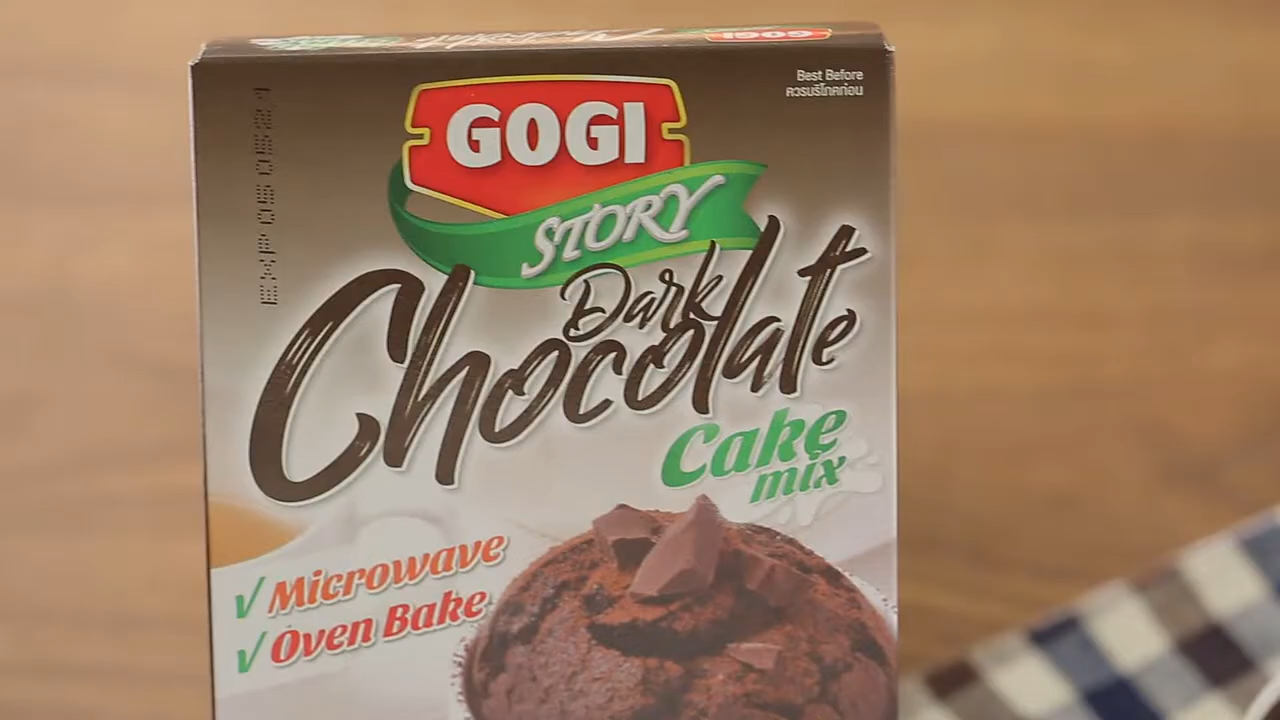 GOGI
Best Before
ควรบริโภคก่อน
GOGI
STORY
Dark
Chocolate
Cake
mix
√ Microwave
√ Oven Bake